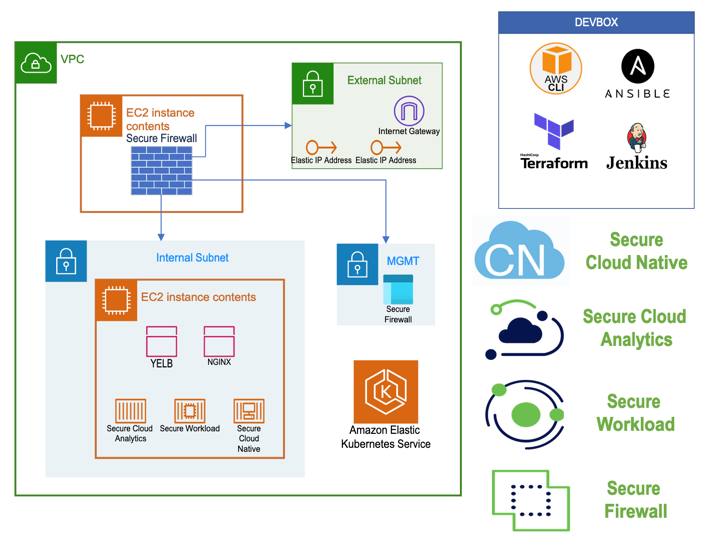 VPC
EC2 instance
contents
Secure Firewall
External Subnet
Internet Gateway
Elastic IP Address
Elastic IP Address
Internal Subnet
EC2 instance contents
YELB
NGINX
Secure Cloud
Analytics
Secure Workload
Secure
Cloud
Native
MGMT
Secure
Firewall
Amazon Elastic
Kubernetes Service
DEVBOX
AWS
CLI
ANSIBLE
HashiCorp
Terraform
Jenkins
CN
Secure
Cloud Native
Secure Cloud
Analytics
Secure
Workload
Secure
Firewall